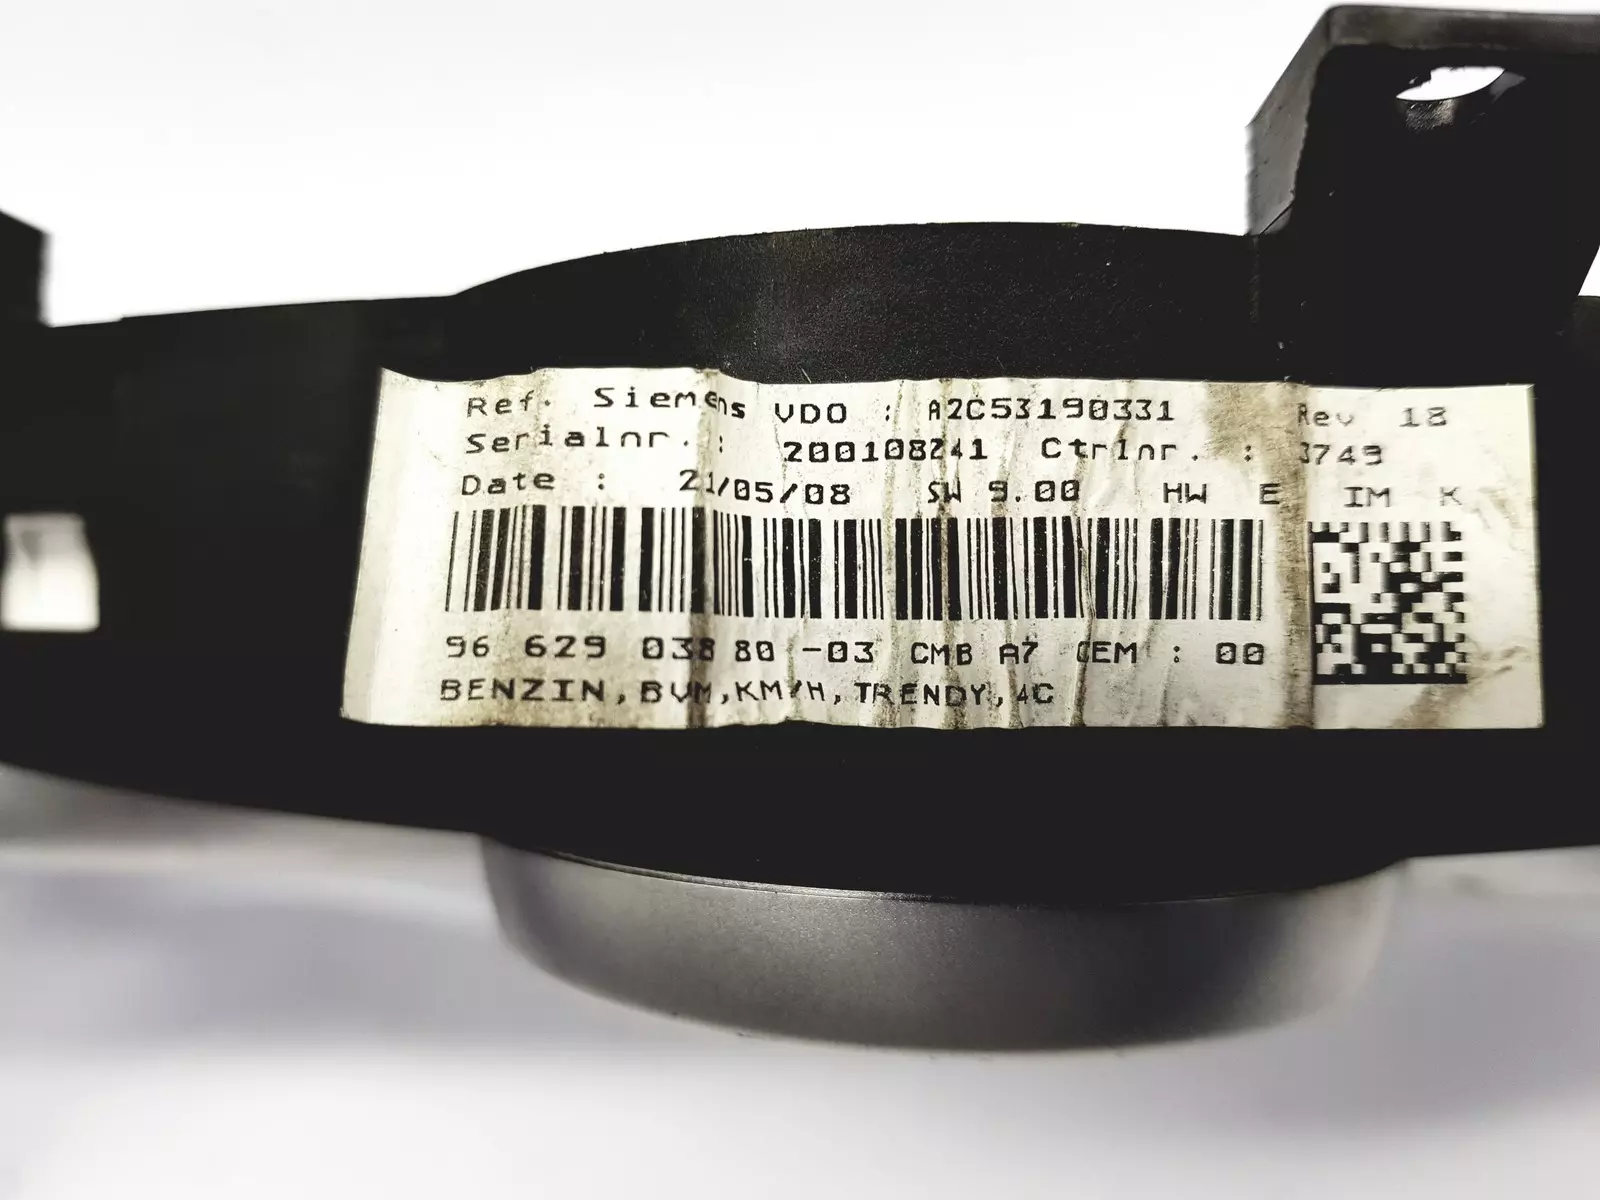 Ref. Siemens VDO : A2C53190331 Rev 18
Serialnr. : 200108241 Ctrlnr. : 3749
Date : 21/05/08 SW 9.00 HW E IM K
96 629 038 80 -03 CMB A7 CEM : 00
BENZIN,BVM,KM/H,TRENDY,4C